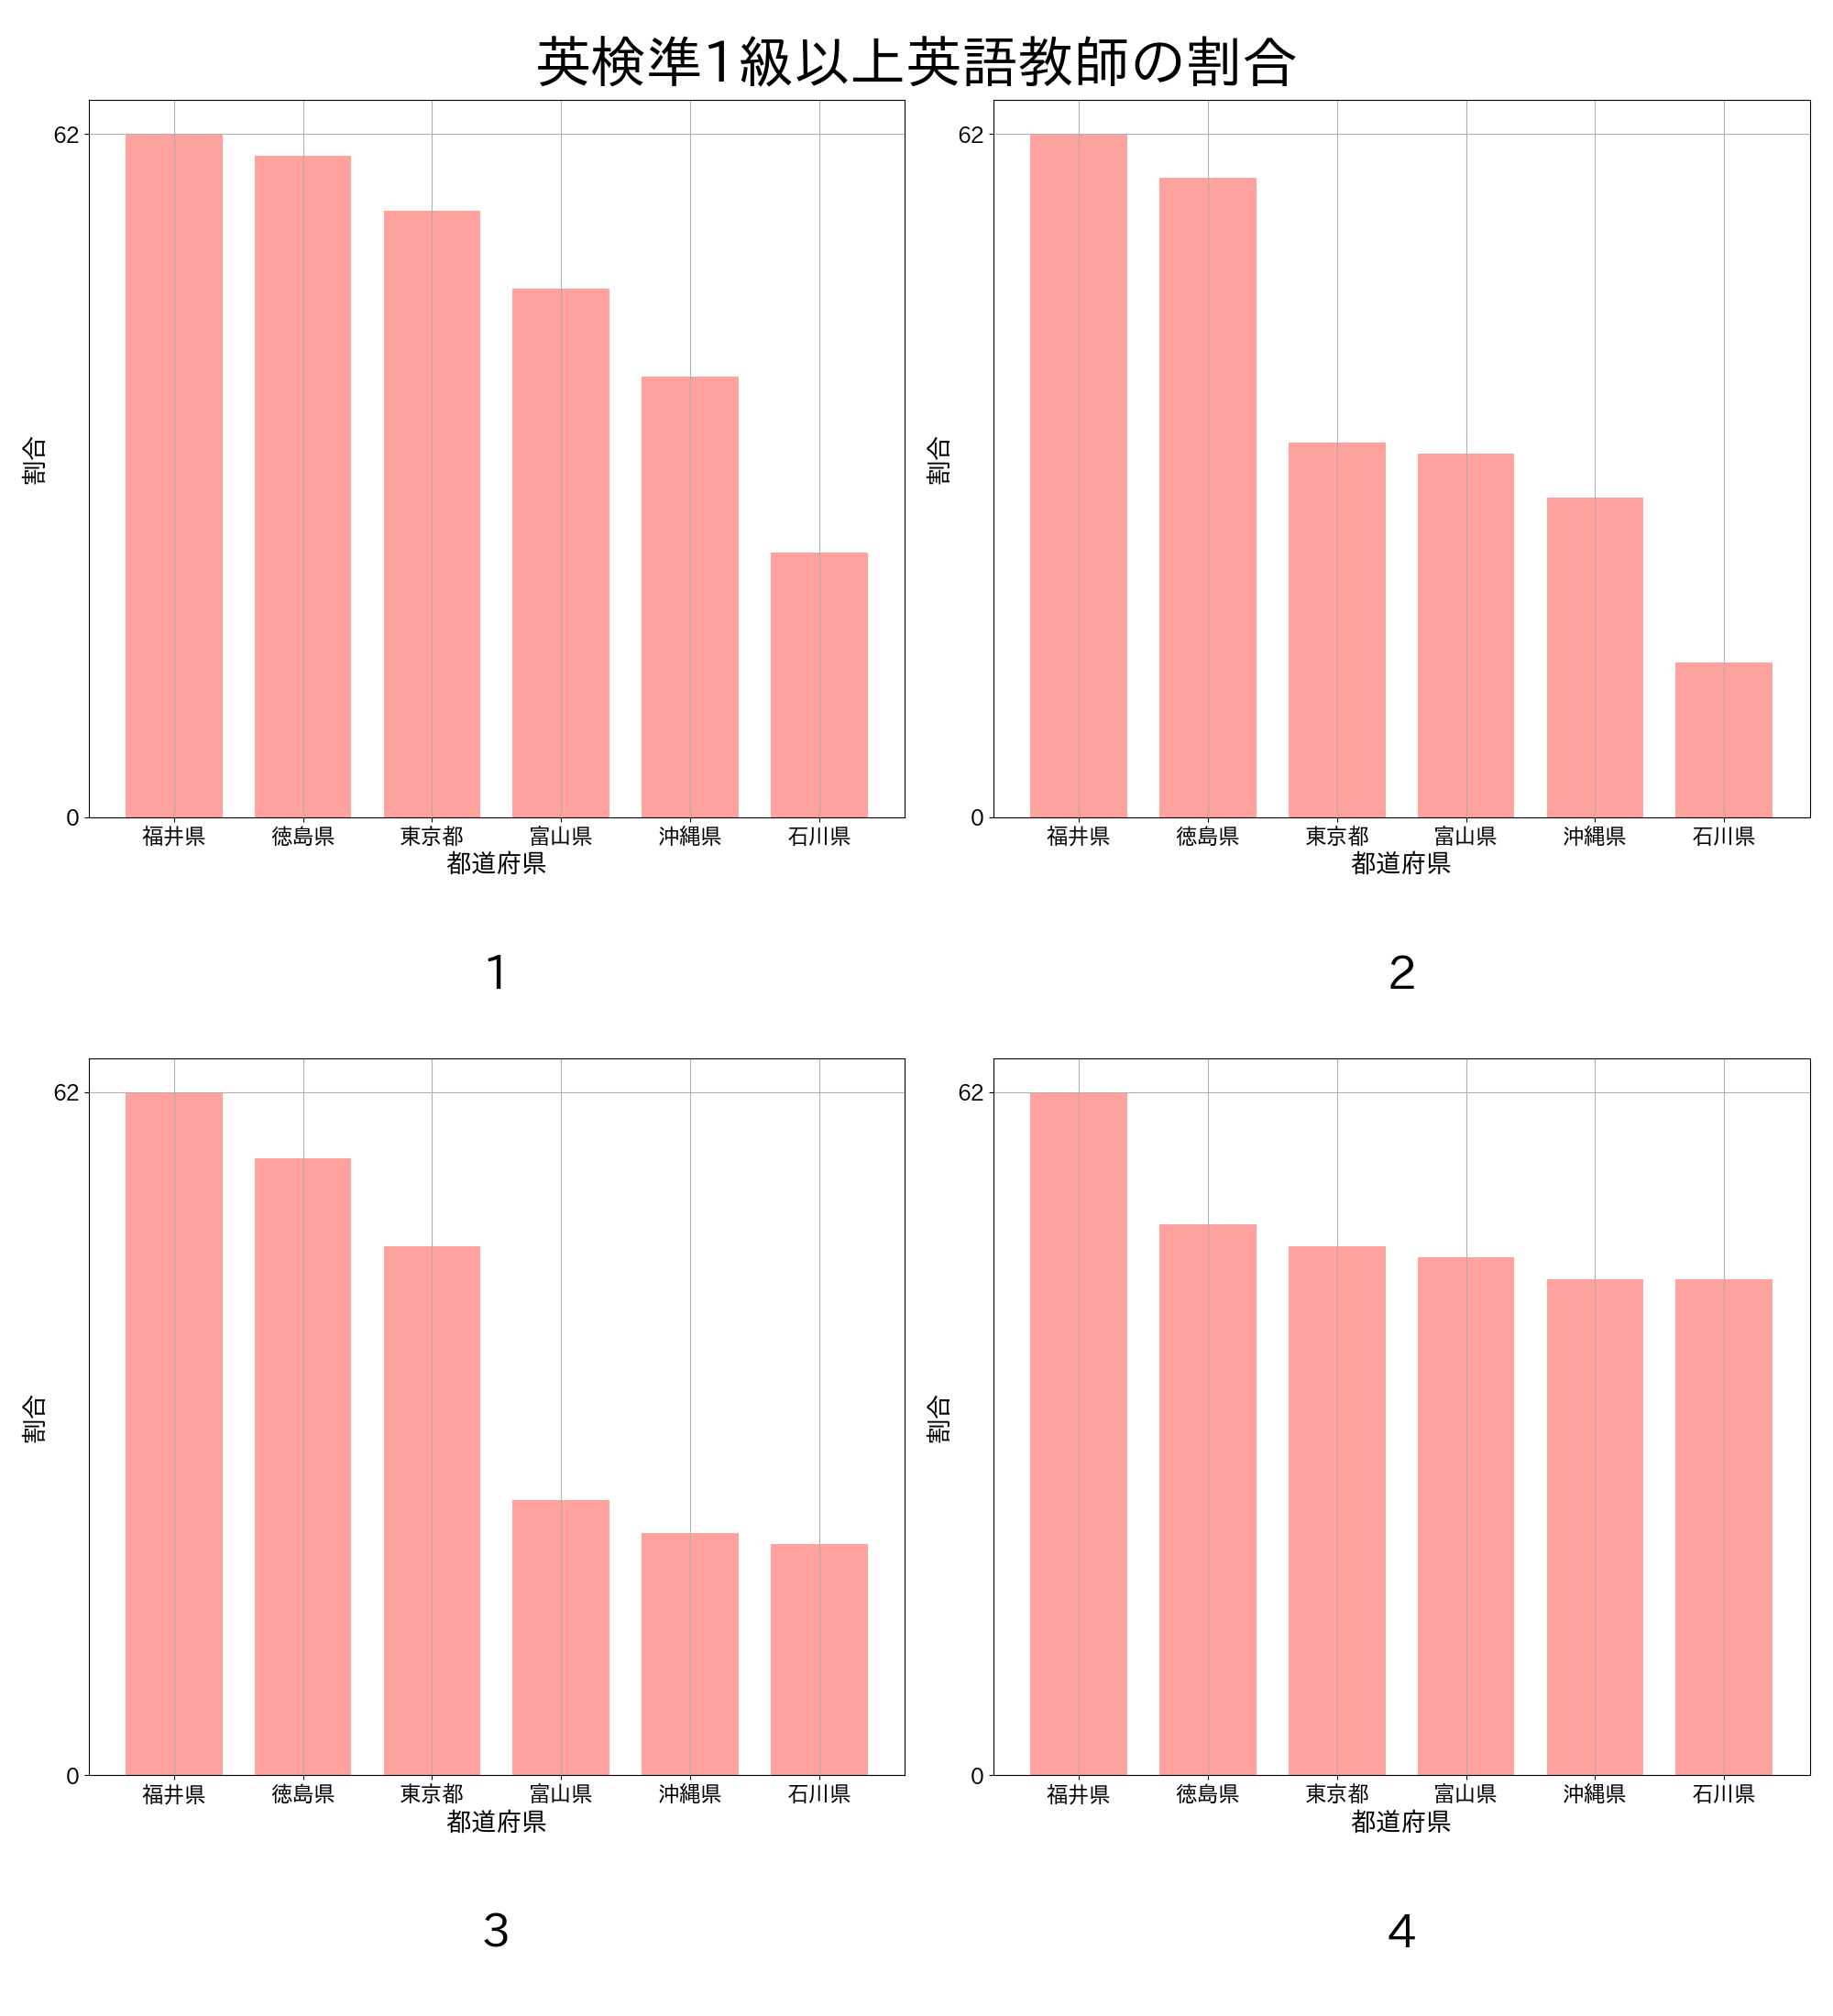 英検準1級以上英語教師の割合
62
0
割合
福井県 徳島県 東京都 富山県 沖縄県 石川県
都道府県
1
62
0
割合
福井県 徳島県 東京都 富山県 沖縄県 石川県
都道府県
2
62
0
割合
福井県 徳島県 東京都 富山県 沖縄県 石川県
都道府県
3
62
0
割合
福井県 徳島県 東京都 富山県 沖縄県 石川県
都道府県
4